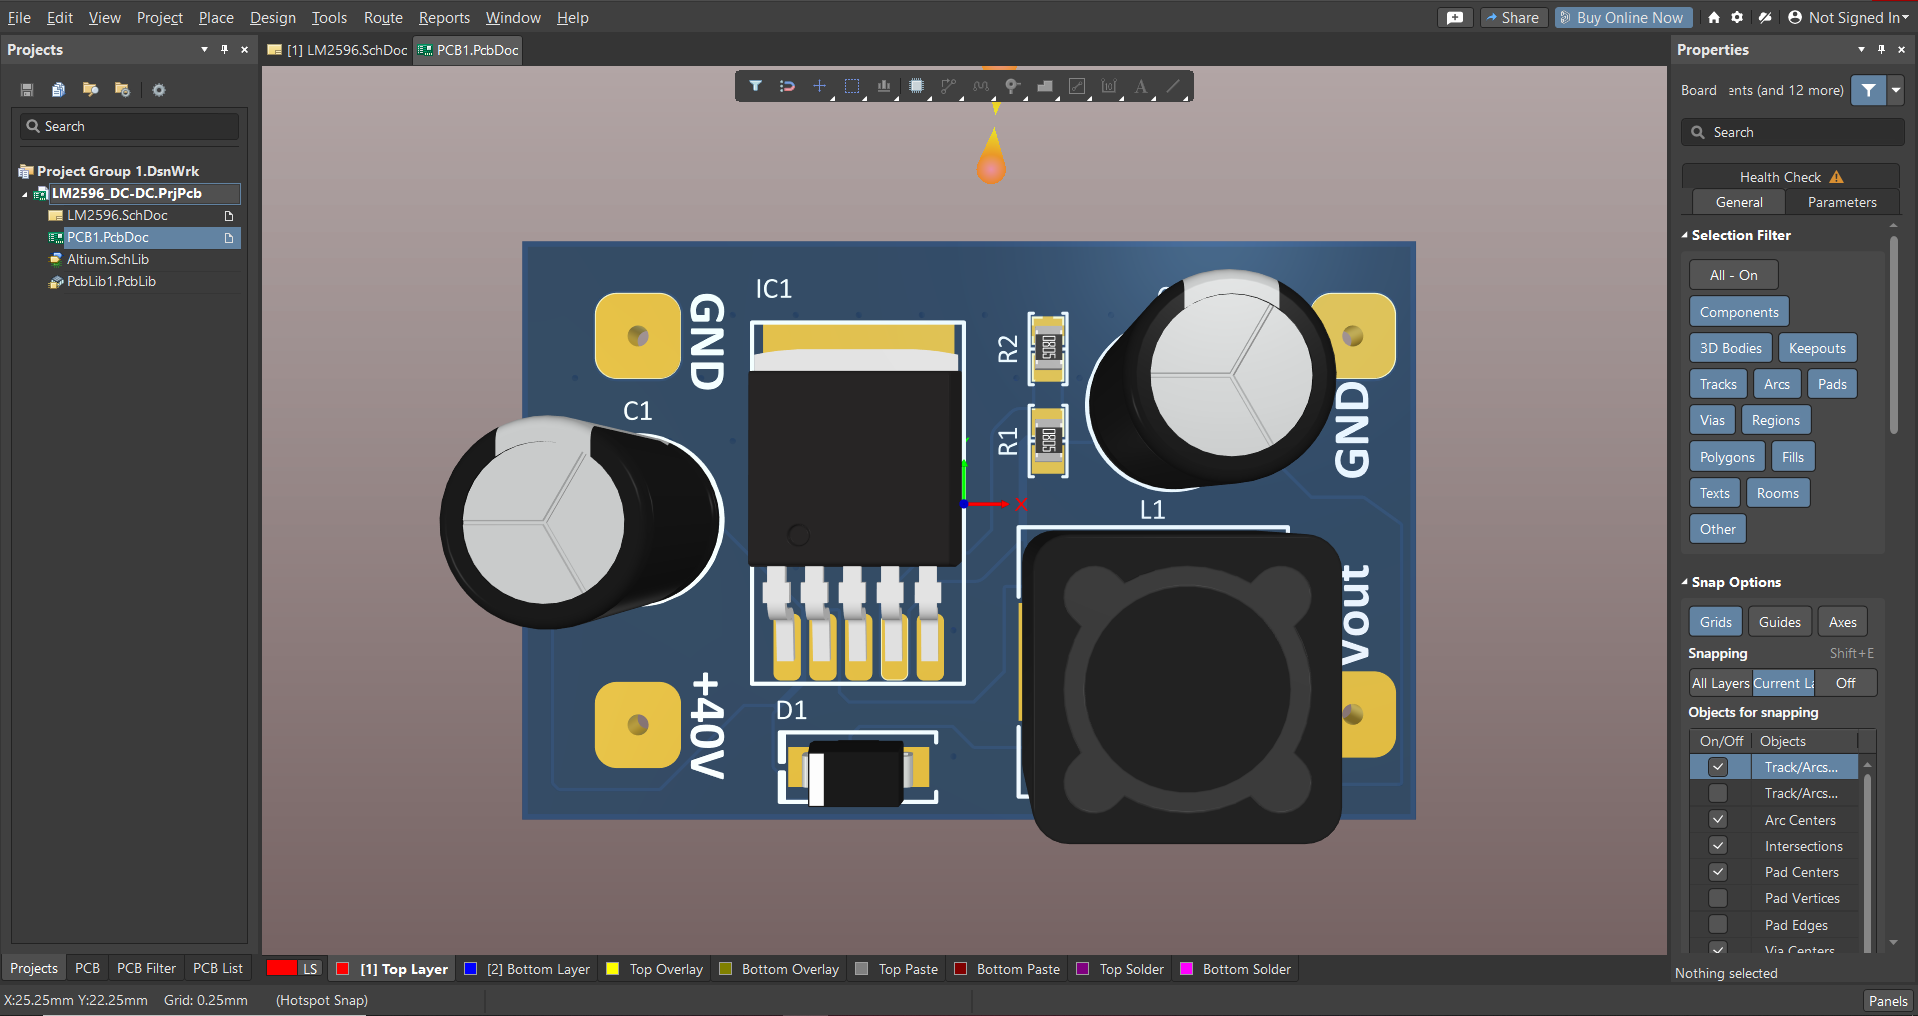 File Edit View Project Place Design Tools Route Reports Window Help
Share Buy Online Now Not Signed In
Projects
[1] LM2596.SchDoc PCB1.PcbDoc
Search
Project Group 1.DsnWrk
LM2596_DC-DC.PrjPcb
LM2596.SchDoc
PCB1.PcbDoc
Altium.SchLib
PcbLib1.PcbLib
GND
IC1
R2
0805
GND
C1
R1
0805
X
L1
Vout
+40V
D1
Properties
Board ents (and 12 more)
Search
Health Check
General Parameters
Selection Filter
All - On
Components
3D Bodies Keepouts
Tracks Arcs Pads
Vias Regions
Polygons Fills
Texts Rooms
Other
Snap Options
Grids Guides Axes
Snapping Shift+E
All Layers Current La Off
Objects for snapping
On/Off Objects
Track/Arcs...
Track/Arcs...
Arc Centers
Intersections
Pad Centers
Pad Vertices
Pad Edges
Via Centers
Nothing selected
Projects PCB PCB Filter PCB List
LS [1] Top Layer [2] Bottom Layer Top Overlay Bottom Overlay Top Paste Bottom Paste Top Solder Bottom Solder
X:25.25mm Y:22.25mm Grid: 0.25mm (Hotspot Snap)
Panels